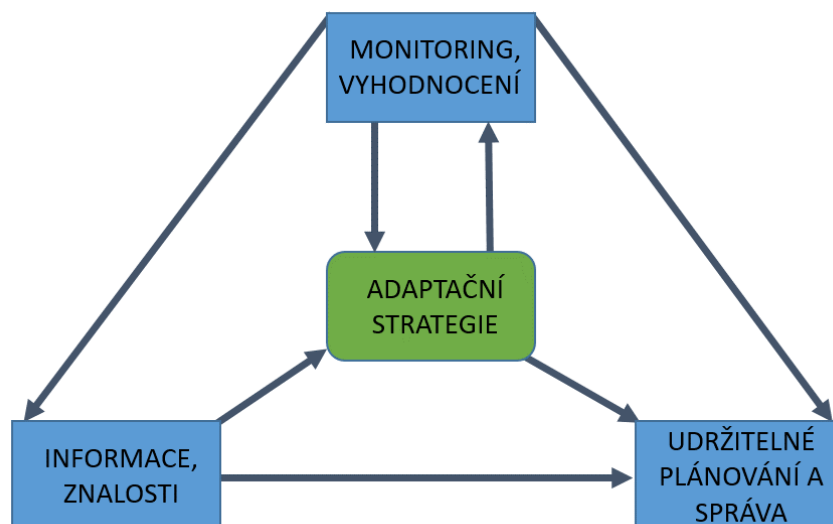 MONITORING,
VYHODNOCENÍ
ADAPTAČNÍ
STRATEGIE
INFORMACE,
ZNALOSTI
UDRŽITELNÉ
PLÁNOVÁNÍ A
SPRÁVA